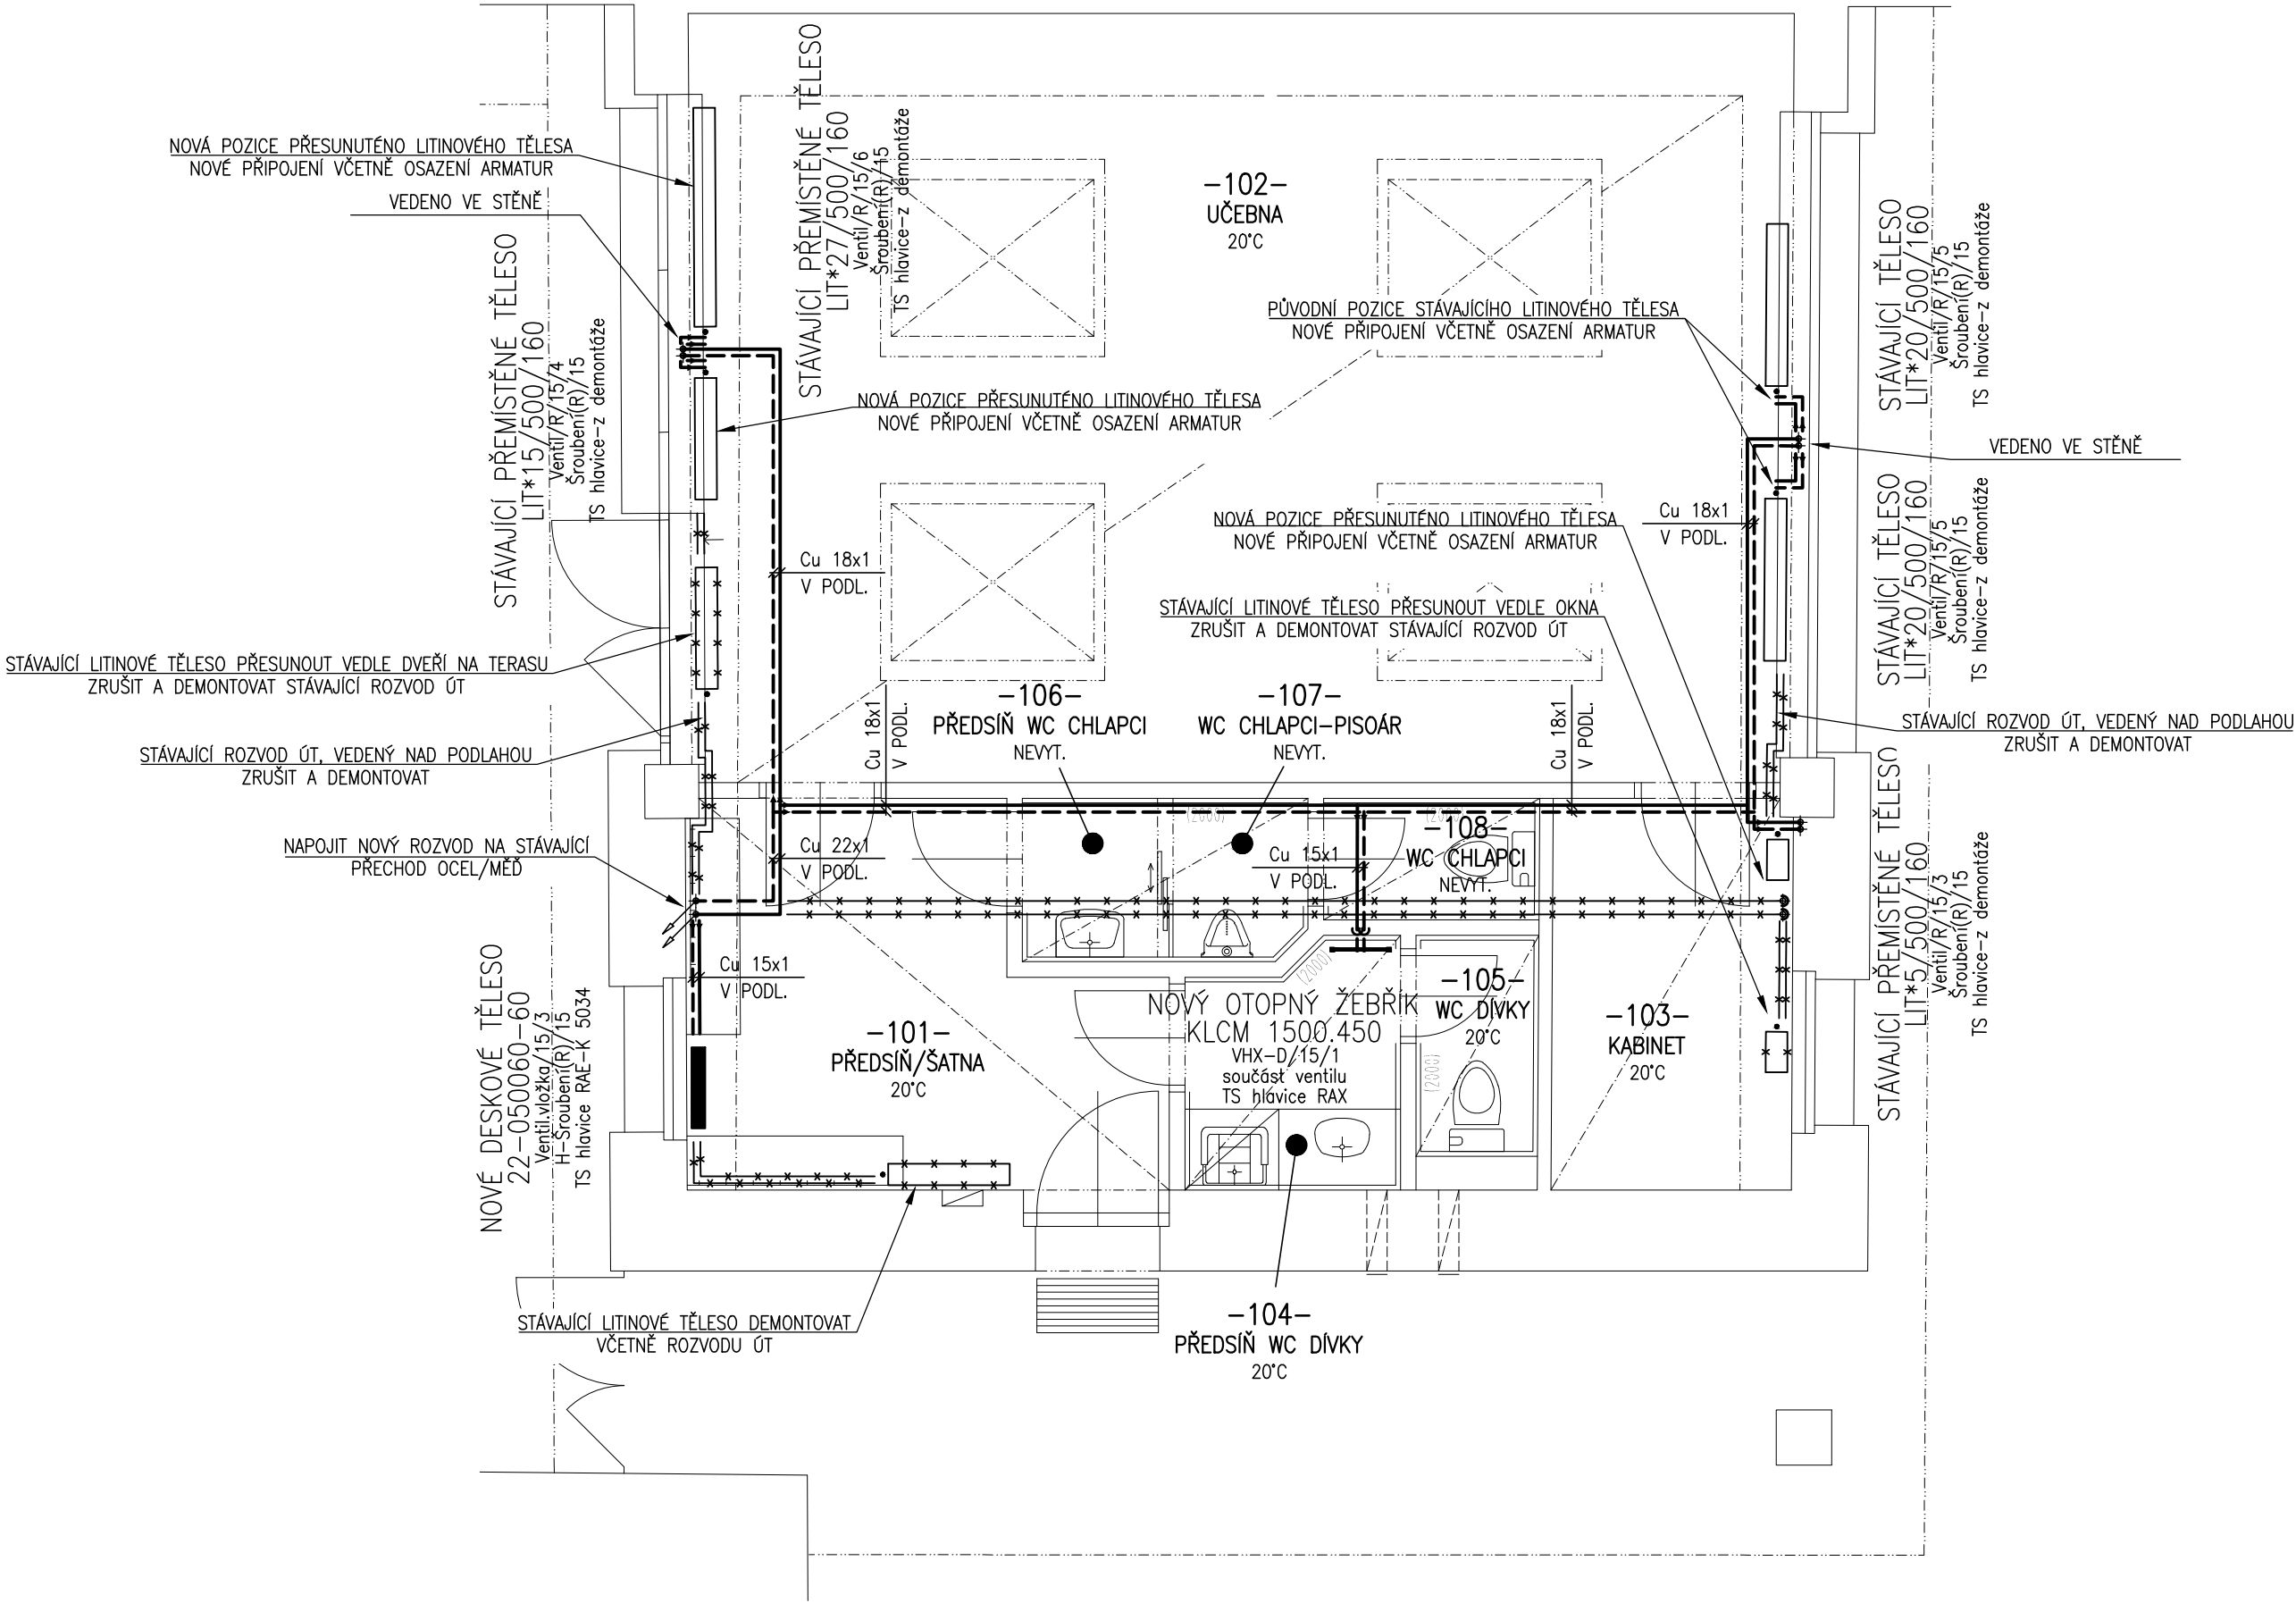 NOVÁ POZICE PŘESUNUTÉNO LITINOVÉHO TĚLESA
NOVÉ PŘIPOJENÍ VČETNĚ OSAZENÍ ARMATUR
VEDENO VE STĚNĚ
STÁVAJÍCÍ PŘEMÍSTĚNÉ TĚLESO
LIT*15/500/160
Ventil/R/15/4
Šroubení(R)/15
TS hlavice-z demontáže
STÁVAJÍCÍ PŘEMÍSTĚNÉ TĚLESO
LIT*27/500/160
Ventil/R/15/6
Šroubení(R)/15
TS hlavice-z demontáže
-102-
UČEBNA
20°C
PŮVODNÍ POZICE STÁVAJÍCÍHO LITINOVÉHO TĚLESA
NOVÉ PŘIPOJENÍ VČETNĚ OSAZENÍ ARMATUR
STÁVAJÍCÍ TĚLESO
LIT*20/500/160
Ventil/R/15/5
Šroubení(R)/15
TS hlavice-z demontáže
NOVÁ POZICE PŘESUNUTÉNO LITINOVÉHO TĚLESA
NOVÉ PŘIPOJENÍ VČETNĚ OSAZENÍ ARMATUR
VEDENO VE STĚNĚ
NOVÁ POZICE PŘESUNUTÉNO LITINOVÉHO TĚLESA
NOVÉ PŘIPOJENÍ VČETNĚ OSAZENÍ ARMATUR
Cu 18x1
V PODL.
STÁVAJÍCÍ TĚLESO
LIT*20/500/160
Ventil/R/15/5
Šroubení(R)/15
TS hlavice-z demontáže
Cu 18x1
V PODL.
STÁVAJÍCÍ LITINOVÉ TĚLESO PŘESUNOUT VEDLE OKNA
ZRUŠIT A DEMONTOVAT STÁVAJÍCÍ ROZVOD ÚT
STÁVAJÍCÍ LITINOVÉ TĚLESO PŘESUNOUT VEDLE DVEŘÍ NA TERASU
ZRUŠIT A DEMONTOVAT STÁVAJÍCÍ ROZVOD ÚT
STÁVAJÍCÍ ROZVOD ÚT, VEDENÝ NAD PODLAHOU
ZRUŠIT A DEMONTOVAT
Cu 18x1
V PODL.
-106-
PŘEDSÍŇ WC CHLAPCI
NEVYT.
-107-
WC CHLAPCI-PISOÁR
NEVYT.
Cu 18x1
V PODL.
STÁVAJÍCÍ ROZVOD ÚT, VEDENÝ NAD PODLAHOU
ZRUŠIT A DEMONTOVAT
NAPOJIT NOVÝ ROZVOD NA STÁVAJÍCÍ
PŘECHOD OCEL/MĚĎ
Cu 22x1
V PODL.
(2000)
(2000)
Cu 15x1
V PODL.
-108-
WC CHLAPCI
NEVYT.
STÁVAJÍCÍ PŘEMÍSTĚNÉ TĚLESO
LIT*5/500/160
Ventil/R/15/3
Šroubení(R)/15
TS hlavice-z demontáže
NOVÉ DESKOVÉ TĚLESO
22-050060-60
Ventil.vložka/15/3
H-Šroubení(R)/15
TS hlavice RAE-K 5034
Cu 15x1
V PODL.
(2000)
NOVÝ OTOPNÝ ŽEBŘÍK
KLCM 1500.450
VHX-D/15/1
součást ventilu
TS hlavice RAX
-105-
WC DÍVKY
20°C
(2000)
-101-
PŘEDSÍŇ/ŠATNA
20°C
-103-
KABINET
20°C
STÁVAJÍCÍ LITINOVÉ TĚLESO DEMONTOVAT
VČETNĚ ROZVODU ÚT
-104-
PŘEDSÍŇ WC DÍVKY
20°C